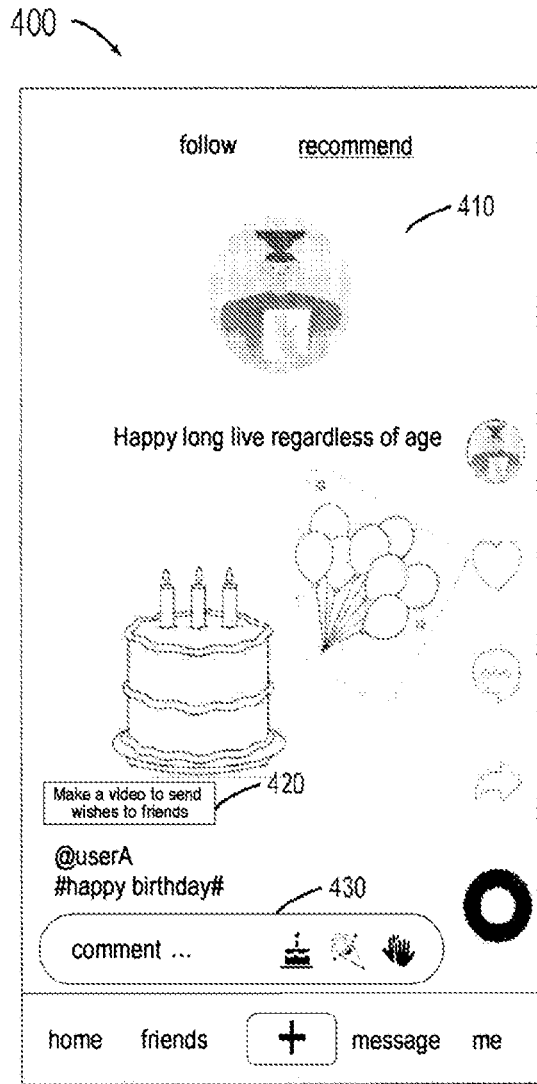 400
follow recommend
410
Happy long live regardless of age
Make a video to send
wishes to friends
420
@userA
#happy birthday#
430
comment ...
home friends + message me